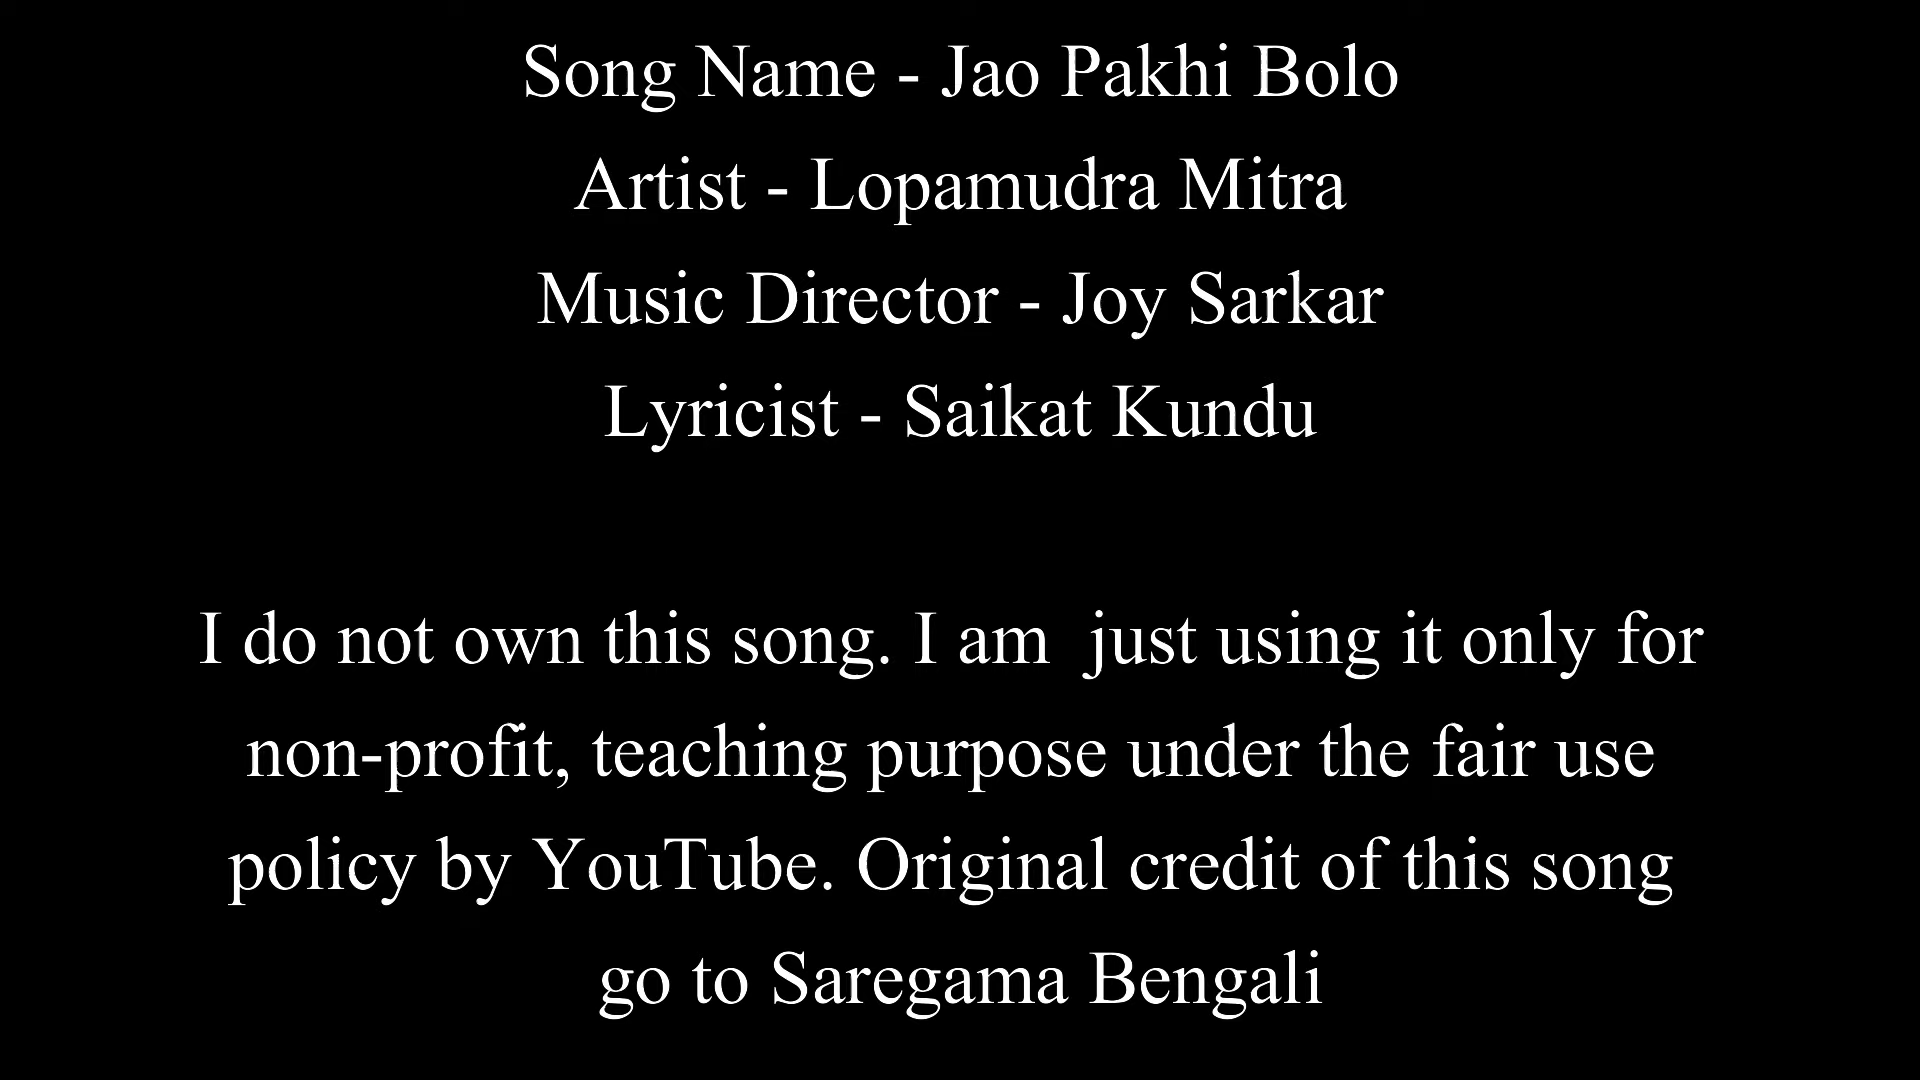 Song Name - Jao Pakhi Bolo
Artist - Lopamudra Mitra
Music Director - Joy Sarkar
Lyricist - Saikat Kundu
I do not own this song. I am  just using it only for
non-profit, teaching purpose under the fair use
policy by YouTube. Original credit of this song
go to Saregama Bengali